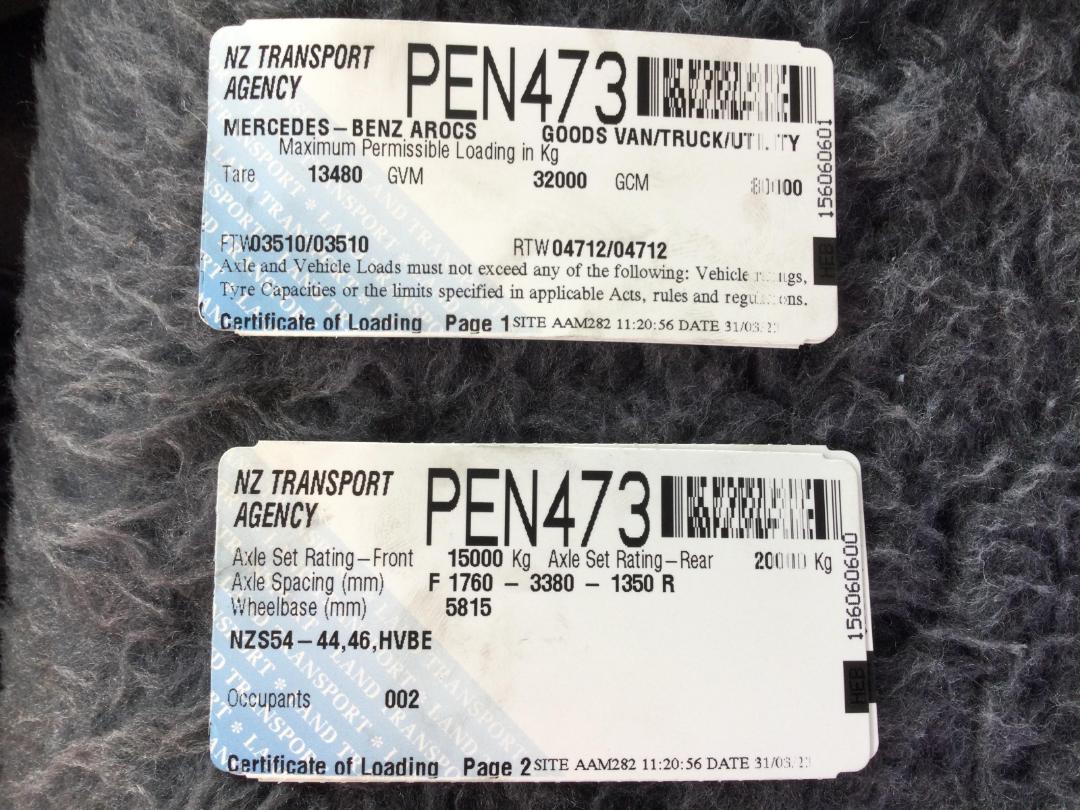 NZ TRANSPORT
AGENCY
PEN473
MERCEDES-BENZ AROCS GOODS VAN/TRUCK/UTILITY
Maximum Permissible Loading in Kg
Tare 13480 GVM 32000 GCM
FTW03510/03510 RTW04712/04712
Axle and Vehicle Loads must not exceed any of the following: Vehicle ratings,
Tyre Capacities or the limits specified in applicable Acts, rules and regulations.
Certificate of Loading Page 1 SITE AAM282 11:20:56 DATE
156060601
HEB
NZ TRANSPORT
AGENCY
PEN473
Axle Set Rating-Front 15000 Kg Axle Set Rating-Rear Kg
Axle Spacing (mm) F 1760 - 3380 - 1350 R
Wheelbase (mm) 5815
NZS54-44,46,HVBE
Occupants 002
Certificate of Loading Page 2 SITE AAM282 11:20:56 DATE
156060600
HEB